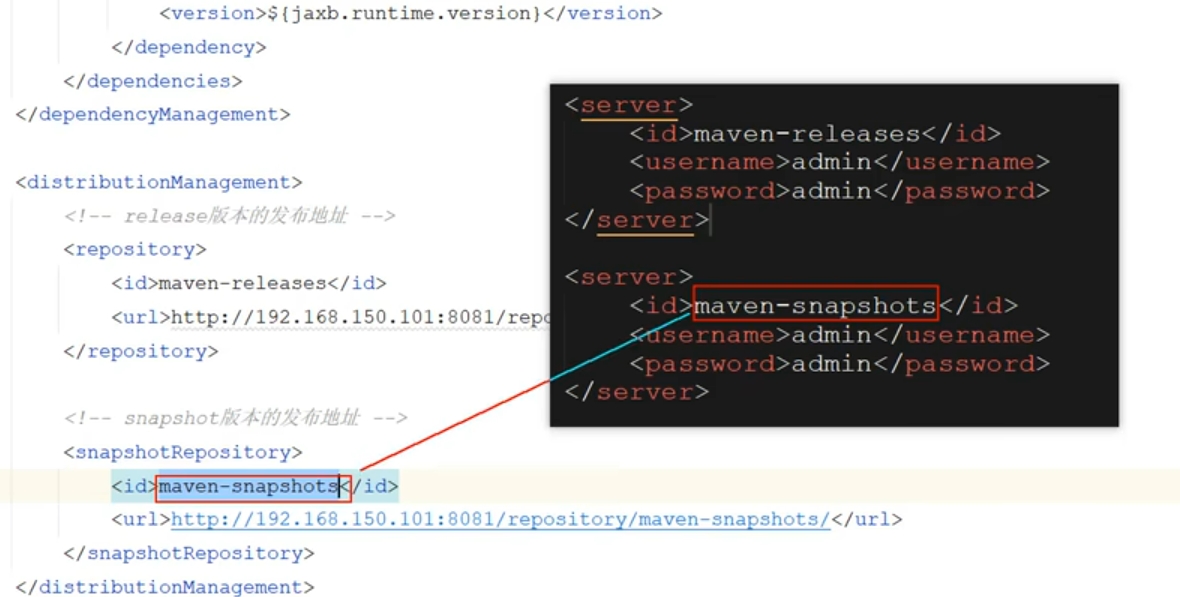 <version>${jaxb.runtime.version}</version>
</dependency>
</dependencies>
</dependencyManagement>
<distributionManagement>
<!-- release版本的发布地址 -->
<repository>
<id>maven-releases</id>
<url>http://192.168.150.101:8081/repo
</repository>
<!-- snapshot版本的发布地址 -->
<snapshotRepository>
<id>maven-snapshots</id>
<url>http://192.168.150.101:8081/repository/maven-snapshots/</url>
</snapshotRepository>
</distributionManagement>
<server>
<id>maven-releases</id>
<username>admin</username>
<password>admin</password>
</server>
<server>
<id>maven-snapshots</id>
<username>admin</username>
<password>admin</password>
</server>